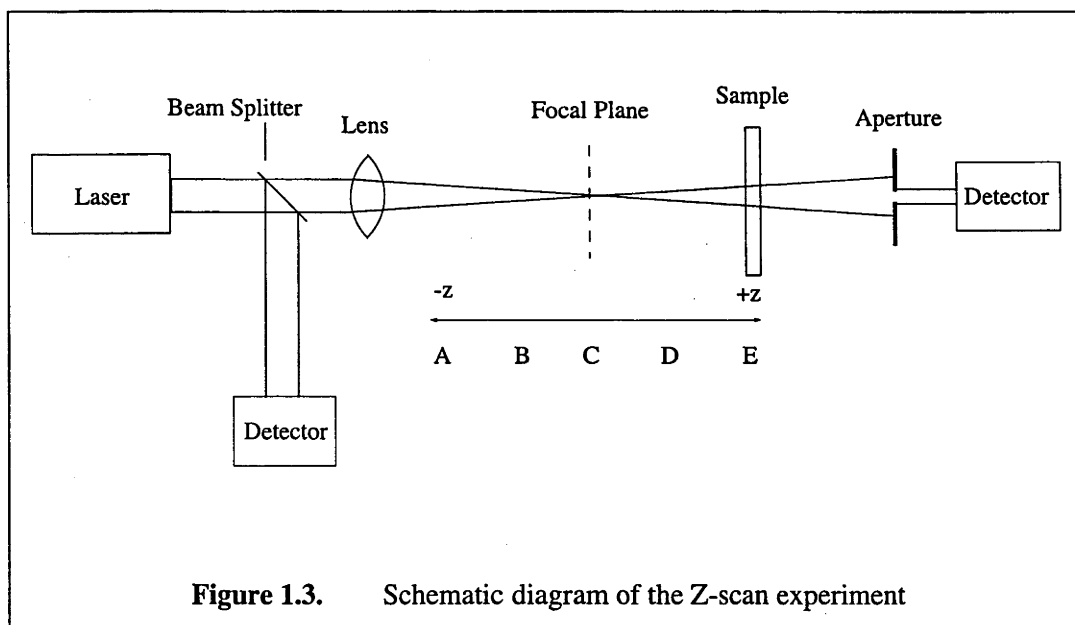 Sample
Beam Splitter
Focal Plane
Aperture
Lens
Laser
Detector
-z
+z
A B C D E
Detector
Figure 1.3. Schematic diagram of the Z-scan experiment